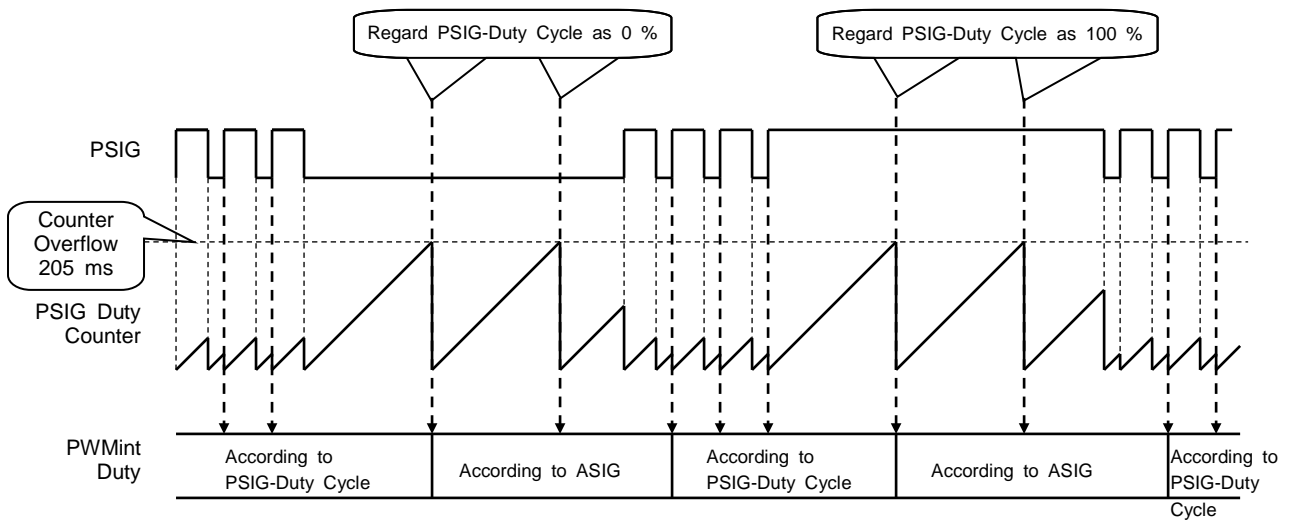 Regard PSIG-Duty Cycle as 0 %
Regard PSIG-Duty Cycle as 100 %
PSIG
Counter
Overflow
205 ms
PSIG Duty
Counter
PWMint
Duty
According to
PSIG-Duty Cycle
According to ASIG
According to
PSIG-Duty Cycle
According to ASIG
According to
PSIG-Duty
Cycle